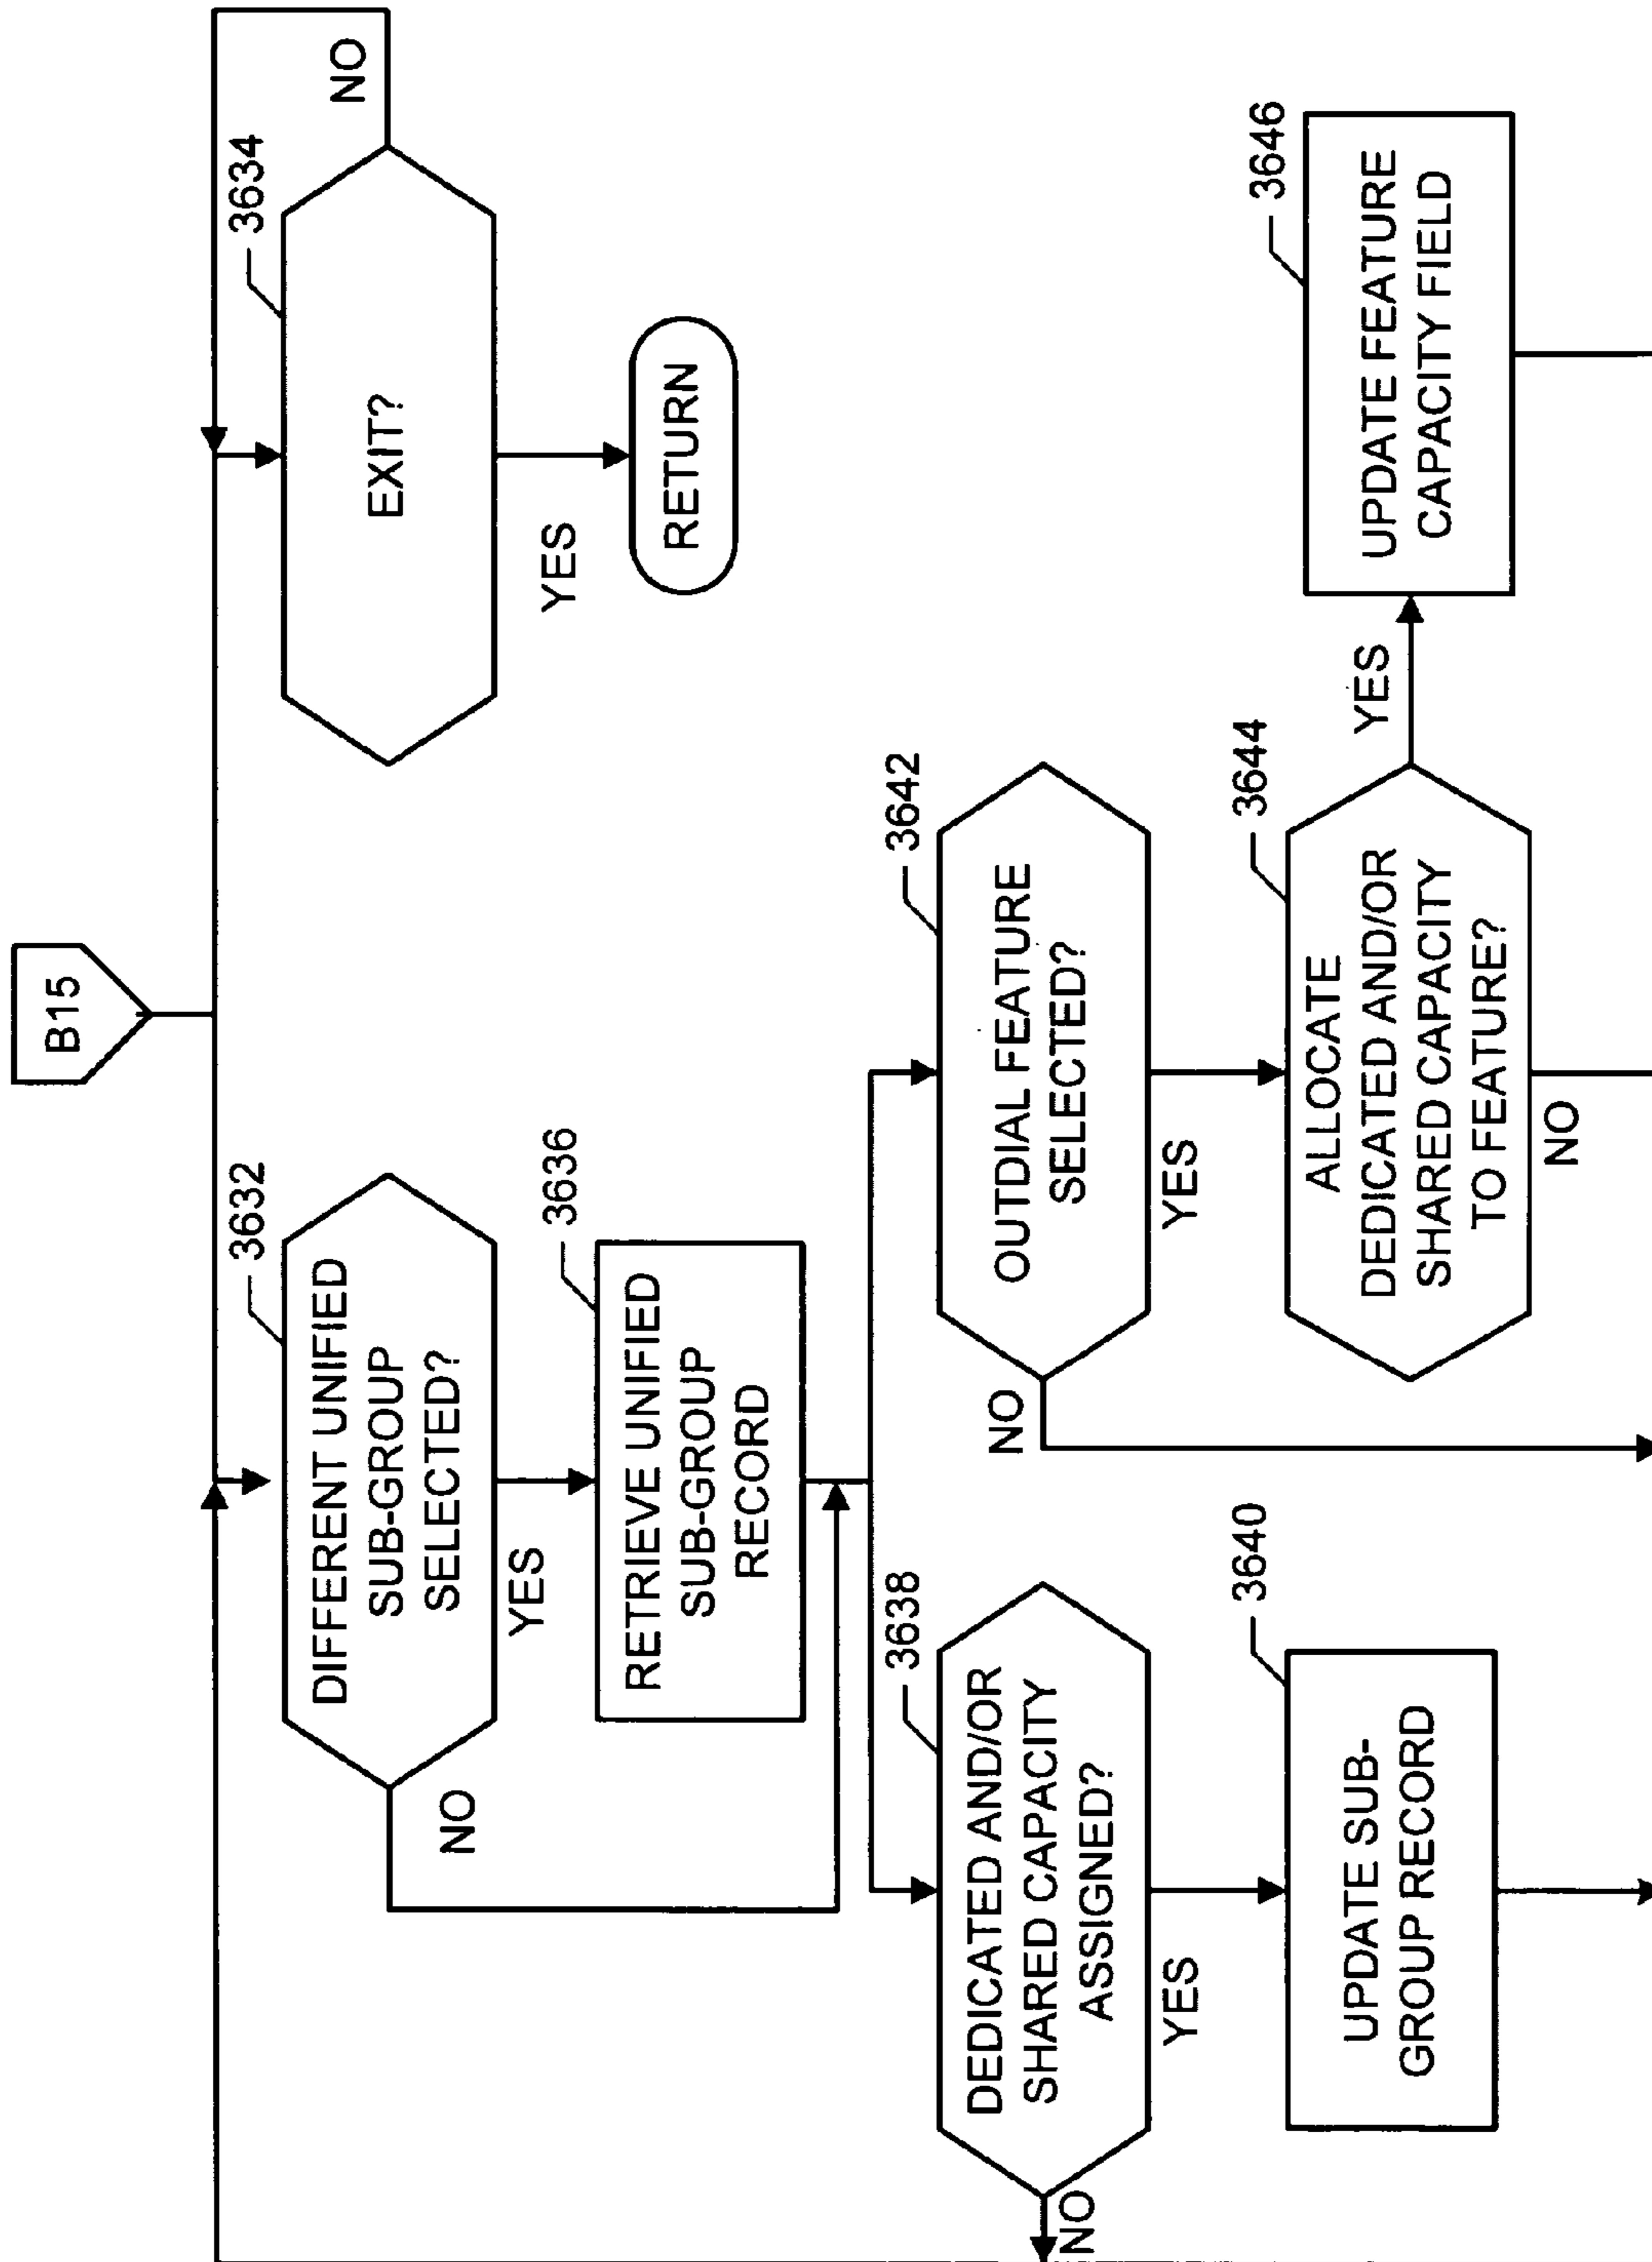 B15
3632
DIFFERENT UNIFIED
SUB-GROUP
SELECTED?
NO
YES
3634
EXIT?
NO
YES
RETURN
3636
RETRIEVE UNIFIED
SUB-GROUP
RECORD
3638
DEDICATED AND/OR
SHARED CAPACITY
ASSIGNED?
NO
YES
3640
UPDATE SUB-
GROUP RECORD
3642
OUTDIAL FEATURE
SELECTED?
NO
YES
3644
ALLOCATE
DEDICATED AND/OR
SHARED CAPACITY
TO FEATURE?
YES
NO
3646
UPDATE FEATURE
CAPACITY FIELD